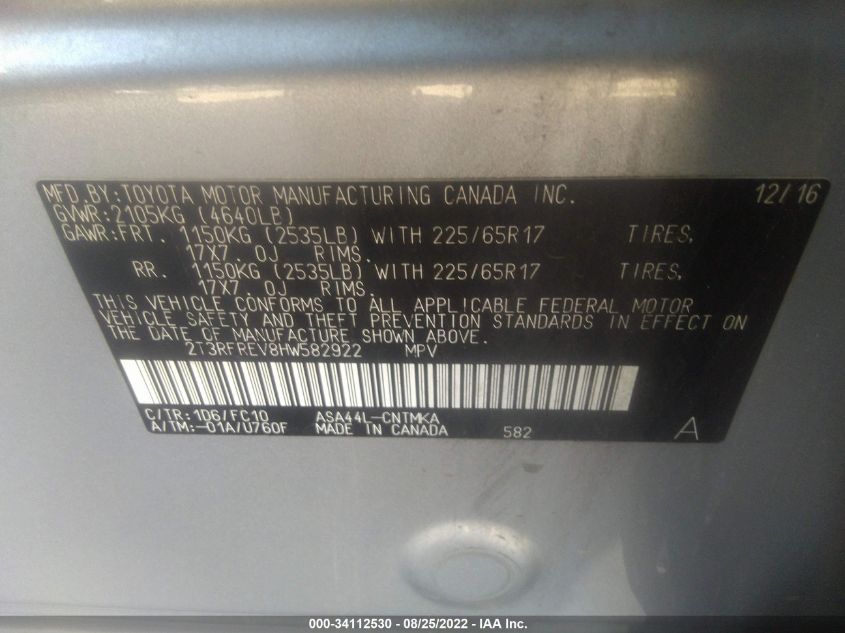 MFD. BY:TOYOTA MOTOR MANUFACTURING CANADA INC. 12/16
GVWR:2105KG (4640LB)
GAWR:FRT. 1150KG (2535LB) WITH 225/65R17 TIRES,
17X7.0J RIMS.
RR. 1150KG (2535LB) WITH 225/65R17 TIRES,
17X7.0J RIMS.
THIS VEHICLE CONFORMS TO ALL APPLICABLE FEDERAL MOTOR
VEHICLE SAFETY AND THEFT PREVENTION STANDARDS IN EFFECT ON
THE DATE OF MANUFACTURE SHOWN ABOVE.
2T3RFREV8HW582922 MPV
C/TR:1D6/FC10 ASA44L-CNTMKA
A/TM:-01A/U760F MADE IN CANADA 582 A
000-34112530 - 08/25/2022 - IAA Inc.